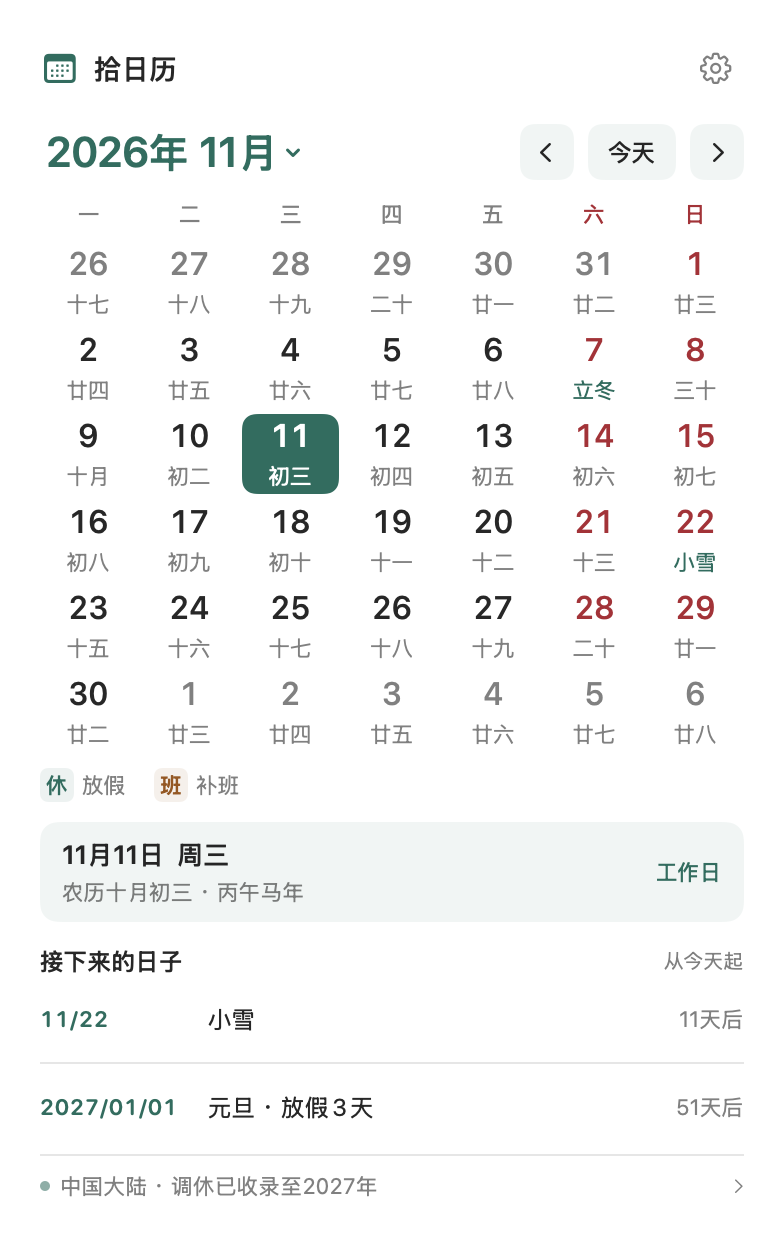 拾日历
2026年 11月
今天
一 二 三 四 五 六 日
26 27 28 29 30 31 1
十七 十八 十九 二十 廿一 廿二 廿三
2 3 4 5 6 7 8
廿四 廿五 廿六 廿七 廿八 立冬 三十
9 10 11 12 13 14 15
十月 初二 初三 初四 初五 初六 初七
16 17 18 19 20 21 22
初八 初九 初十 十一 十二 十三 小雪
23 24 25 26 27 28 29
十五 十六 十七 十八 十九 二十 廿一
30 1 2 3 4 5 6
廿二 廿三 廿四 廿五 廿六 廿七 廿八
休 放假 班 补班
11月11日 周三
农历十月初三 · 丙午马年
工作日
接下来的日子 从今天起
11/22 小雪 11天后
2027/01/01 元旦 · 放假3天 51天后
中国大陆 · 调休已收录至2027年